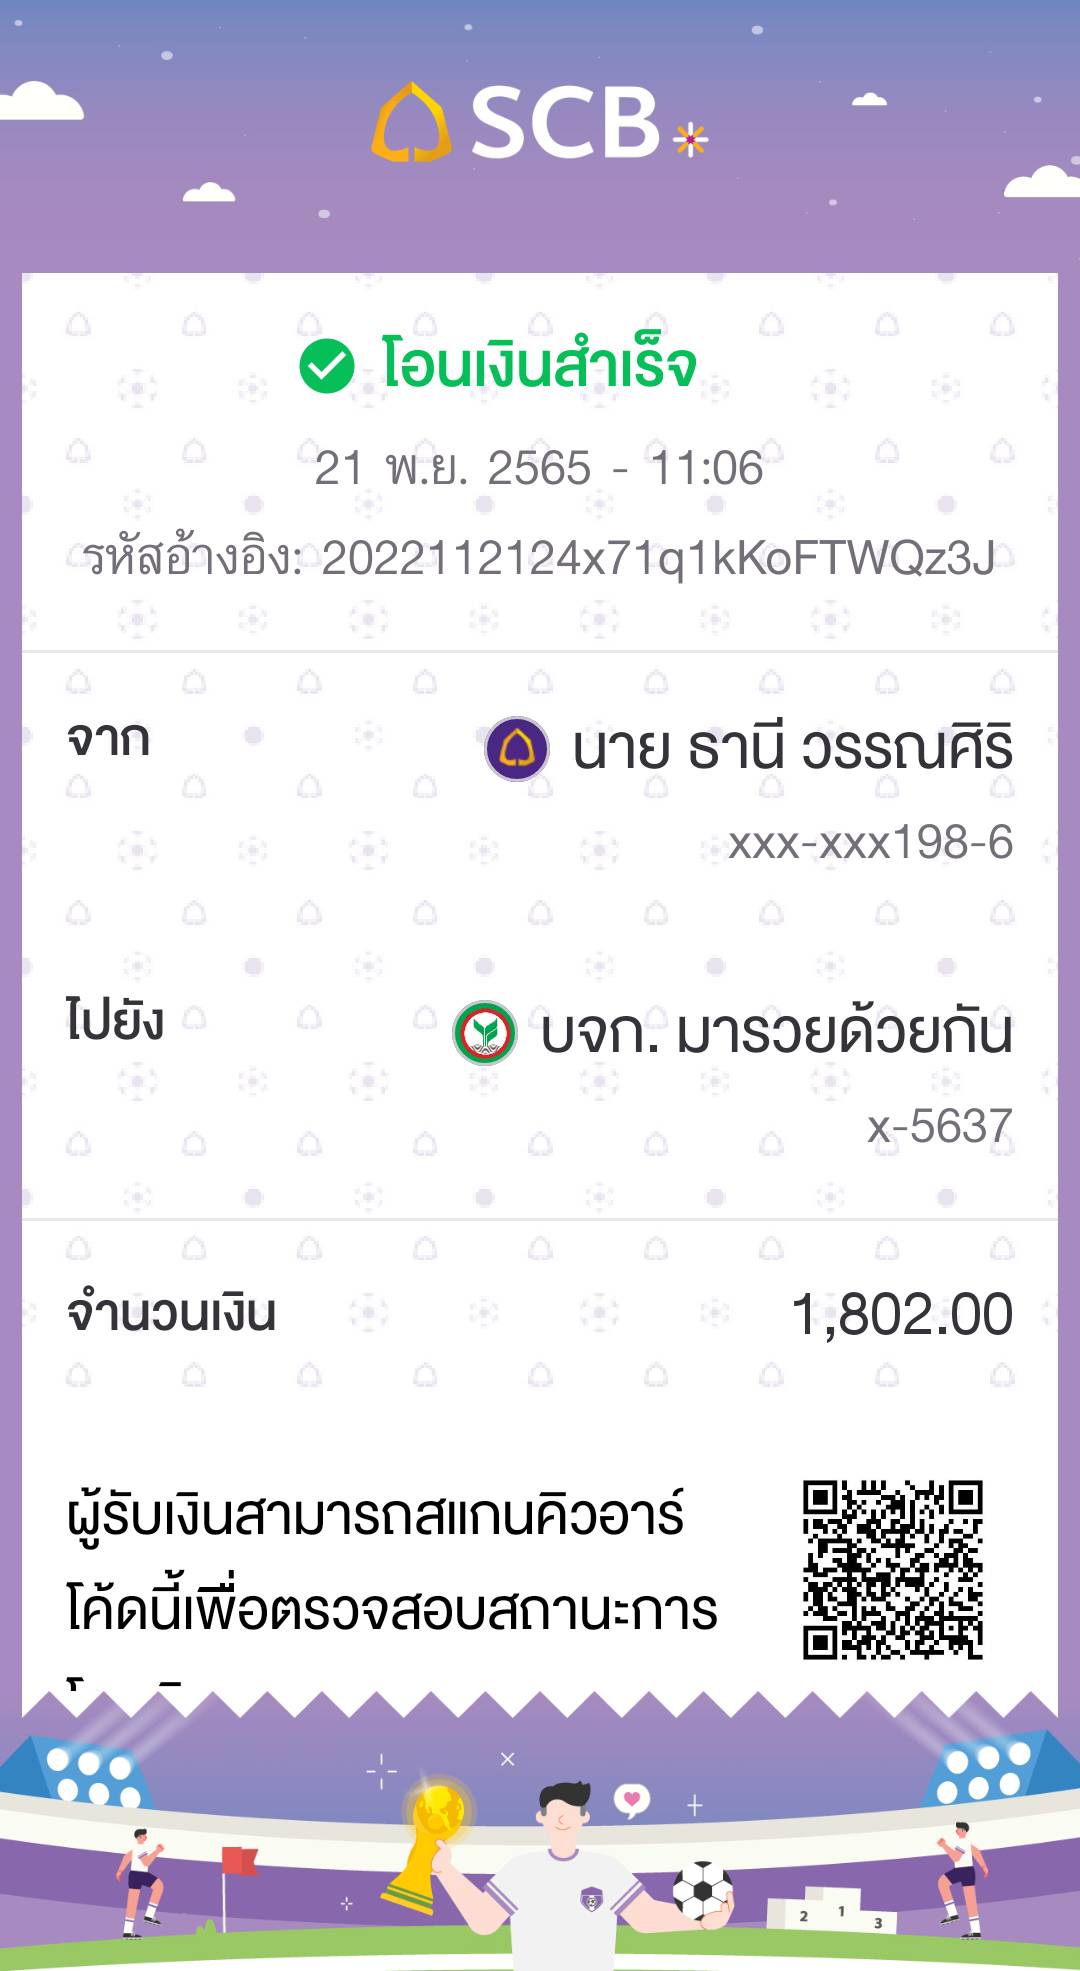 SCB
โอนเงินสำเร็จ
21 พ.ย. 2565 - 11:06
รหัสอ้างอิง: 2022112124x71q1kKoFTWQz3J
จาก
นาย ธานี วรรณศิริ
xxx-xxx198-6
ไปยัง
บจก. มารวยด้วยกัน
x-5637
จำนวนเงิน
1,802.00
ผู้รับเงินสามารถสแกนคิวอาร์
โค้ดนี้เพื่อตรวจสอบสถานะการ
2 1 3